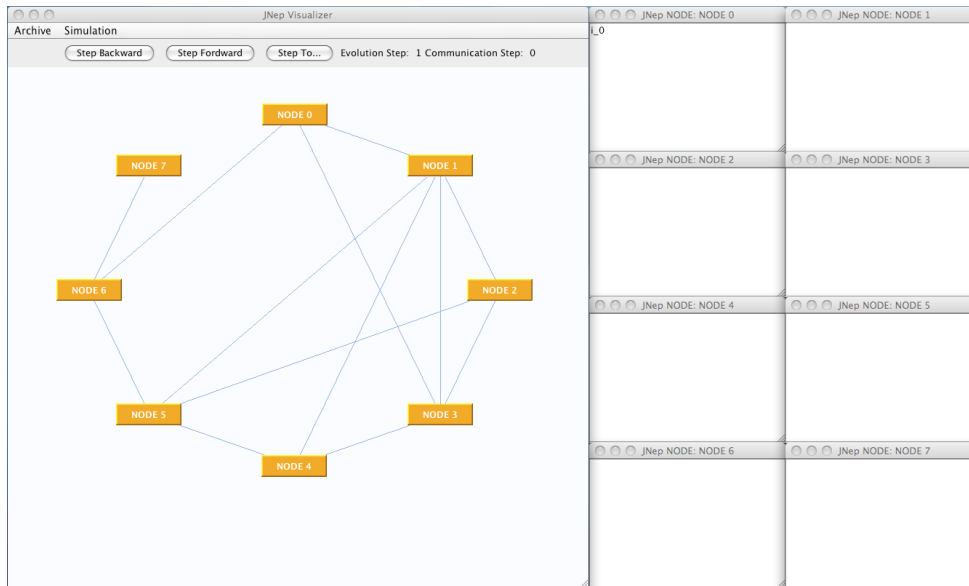 JNep Visualizer
Archive Simulation
Step Backward Step Fordward Step To... Evolution Step: 1 Communication Step: 0
NODE 0
NODE 7
NODE 1
NODE 6
NODE 2
NODE 5
NODE 3
NODE 4
JNep NODE: NODE 0
i_0
JNep NODE: NODE 1
JNep NODE: NODE 2
JNep NODE: NODE 3
JNep NODE: NODE 4
JNep NODE: NODE 5
JNep NODE: NODE 6
JNep NODE: NODE 7